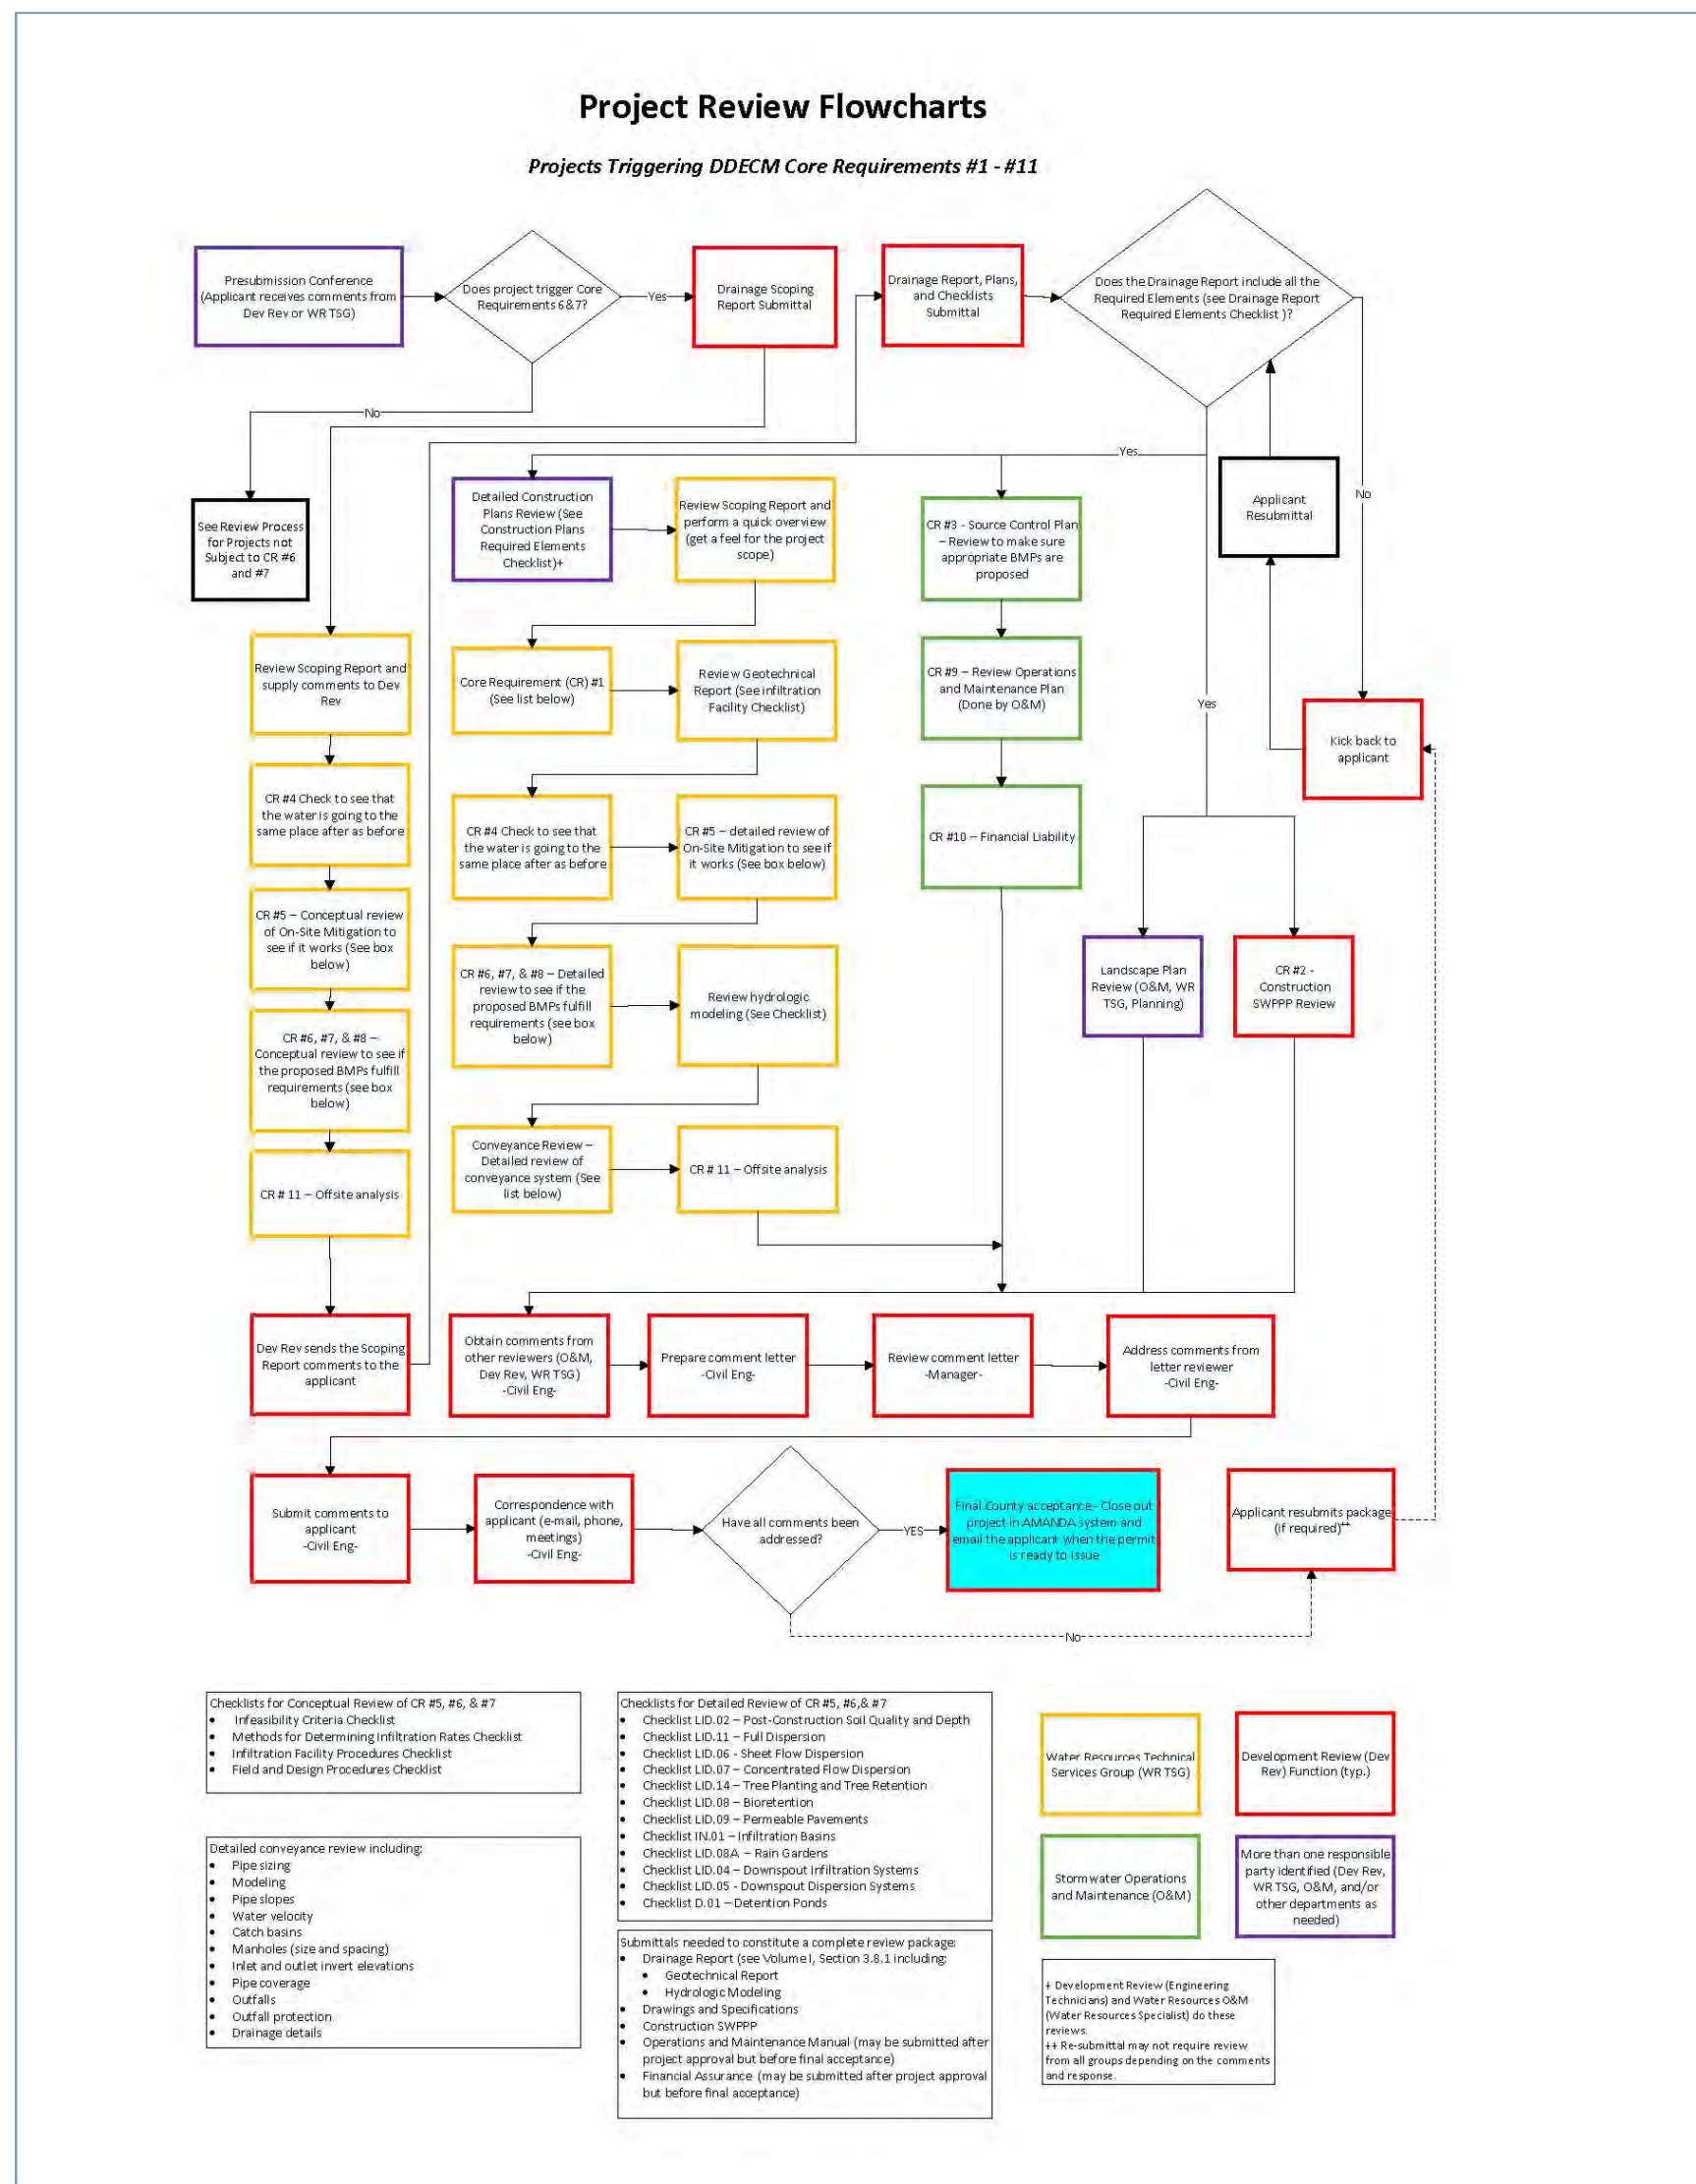 Project Review Flowcharts
Projects Triggering DDECM Core Requirements #1 - #11
Presubmission Conference
(Applicant receives comments from
Dev Rev or WR TSG)
Does project trigger Core
Requirements 6&7?
Yes
Drainage Scoping
Report Submittal
Drainage Report, Plans,
and Checklists
Submittal
Does the Drainage Report include all the
Required Elements (see Drainage Report
Required Elements Checklist )?
No
Yes
No
Yes
See Review Process
for Projects not
Subject to CR #6
and #7
Detailed Construction
Plans Review (See
Construction Plans
Required Elements
Checklist)+
Review Scoping Report and
perform a quick overview
(get a feel for the project
scope)
CR #3 - Source Control Plan
– Review to make sure
appropriate BMPs are
proposed
Applicant
Resubmittal
Review Scoping Report and
supply comments to Dev
Rev
Core Requirement (CR) #1
(See list below)
Review Geotechnical
Report (See infiltration
Facility Checklist)
CR #9 – Review Operations
and Maintenance Plan
(Done by O&M)
Kick back to
applicant
CR #4 Check to see that
the water is going to the
same place after as before
CR #4 Check to see that
the water is going to the
same place after as before
CR #5 – detailed review of
On-Site Mitigation to see if
it works (See box below)
CR #10 – Financial Liability
CR #5 – Conceptual review
of On-Site Mitigation to
see if it works (See box
below)
CR #6, #7, & #8 – Detailed
review to see if the
proposed BMPs fulfill
requirements (see box
below)
Review hydrologic
modeling (See Checklist)
Landscape Plan
Review (O&M, WR
TSG, Planning)
CR #2 -
Construction
SWPPP Review
CR #6, #7, & #8 –
Conceptual review to see if
the proposed BMPs fulfill
requirements (see box
below)
Conveyance Review –
Detailed review of
conveyance system (See
list below)
CR # 11 – Offsite analysis
CR # 11 – Offsite analysis
Dev Rev sends the Scoping
Report comments to the
applicant
Obtain comments from
other reviewers (O&M,
Dev Rev, WR TSG)
-Civil Eng-
Prepare comment letter
-Civil Eng-
Review comment letter
-Manager-
Address comments from
letter reviewer
-Civil Eng-
Submit comments to
applicant
-Civil Eng-
Correspondence with
applicant (e-mail, phone,
meetings)
-Civil Eng-
Have all comments been
addressed?
YES
Final County acceptance - Close out
project in AMANDA system and
email the applicant when the permit
is ready to issue
Applicant resubmits package
(if required)++
No
Checklists for Conceptual Review of CR #5, #6, & #7
• Infeasibility Criteria Checklist
• Methods for Determining Infiltration Rates Checklist
• Infiltration Facility Procedures Checklist
• Field and Design Procedures Checklist
Detailed conveyance review including:
• Pipe sizing
• Modeling
• Pipe slopes
• Water velocity
• Catch basins
• Manholes (size and spacing)
• Inlet and outlet invert elevations
• Pipe coverage
• Outfalls
• Outfall protection
• Drainage details
Checklists for Detailed Review of CR #5, #6,& #7
• Checklist LID.02 – Post-Construction Soil Quality and Depth
• Checklist LID.11 – Full Dispersion
• Checklist LID.06 - Sheet Flow Dispersion
• Checklist LID.07 – Concentrated Flow Dispersion
• Checklist LID.14 – Tree Planting and Tree Retention
• Checklist LID.08 – Bioretention
• Checklist LID.09 – Permeable Pavements
• Checklist IN.01 – Infiltration Basins
• Checklist LID.08A – Rain Gardens
• Checklist LID.04 – Downspout Infiltration Systems
• Checklist LID.05 - Downspout Dispersion Systems
• Checklist D.01 – Detention Ponds
Submittals needed to constitute a complete review package:
• Drainage Report (see Volume I, Section 3.8.1 including:
• Geotechnical Report
• Hydrologic Modeling
• Drawings and Specifications
• Construction SWPPP
• Operations and Maintenance Manual (may be submitted after
project approval but before final acceptance)
• Financial Assurance (may be submitted after project approval
but before final acceptance)
Water Resources Technical
Services Group (WR TSG)
Development Review (Dev
Rev) Function (typ.)
Stormwater Operations
and Maintenance (O&M)
More than one responsible
party identified (Dev Rev,
WR TSG, O&M, and/or
other departments as
needed)
+ Development Review (Engineering
Technicians) and Water Resources O&M
(Water Resources Specialist) do these
reviews.
++ Re-submittal may not require review
from all groups depending on the comments
and response.